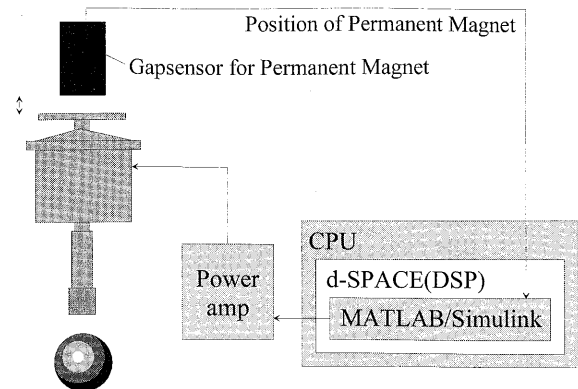 Position of Permanent Magnet
Gapsensor for Permanent Magnet
CPU
d-SPACE(DSP)
Power
amp
MATLAB/Simulink